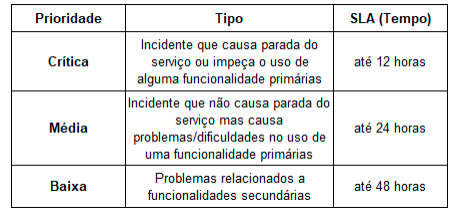 Prioridade Tipo SLA (Tempo)
Crítica
Incidente que causa parada do
serviço ou impeça o uso de
alguma funcionalidade primárias
até 12 horas
Média
Incidente que não causa parada do
serviço mas causa
problemas/dificuldades no uso de
uma funcionalidade primárias
até 24 horas
Baixa
Problemas relacionados a
funcionalidades secundárias
até 48 horas